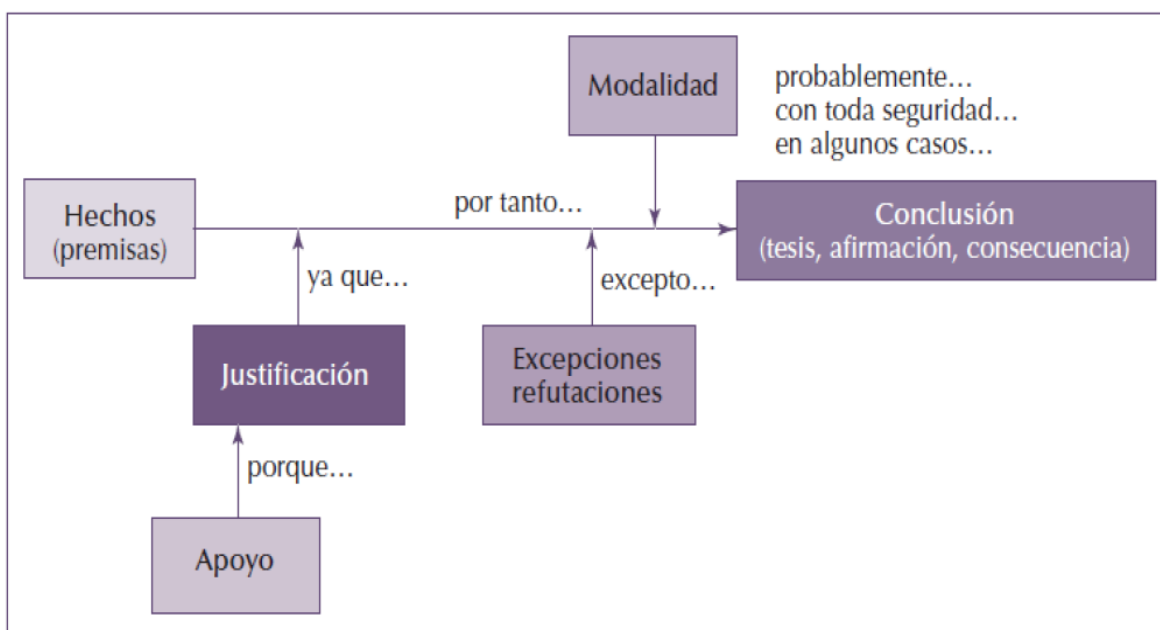 Modalidad
probablemente...
con toda seguridad...
en algunos casos...
Hechos
(premisas)
por tanto...
Conclusión
(tesis, afirmación, consecuencia)
ya que...
excepto...
Justificación
Excepciones
refutaciones
porque...
Apoyo